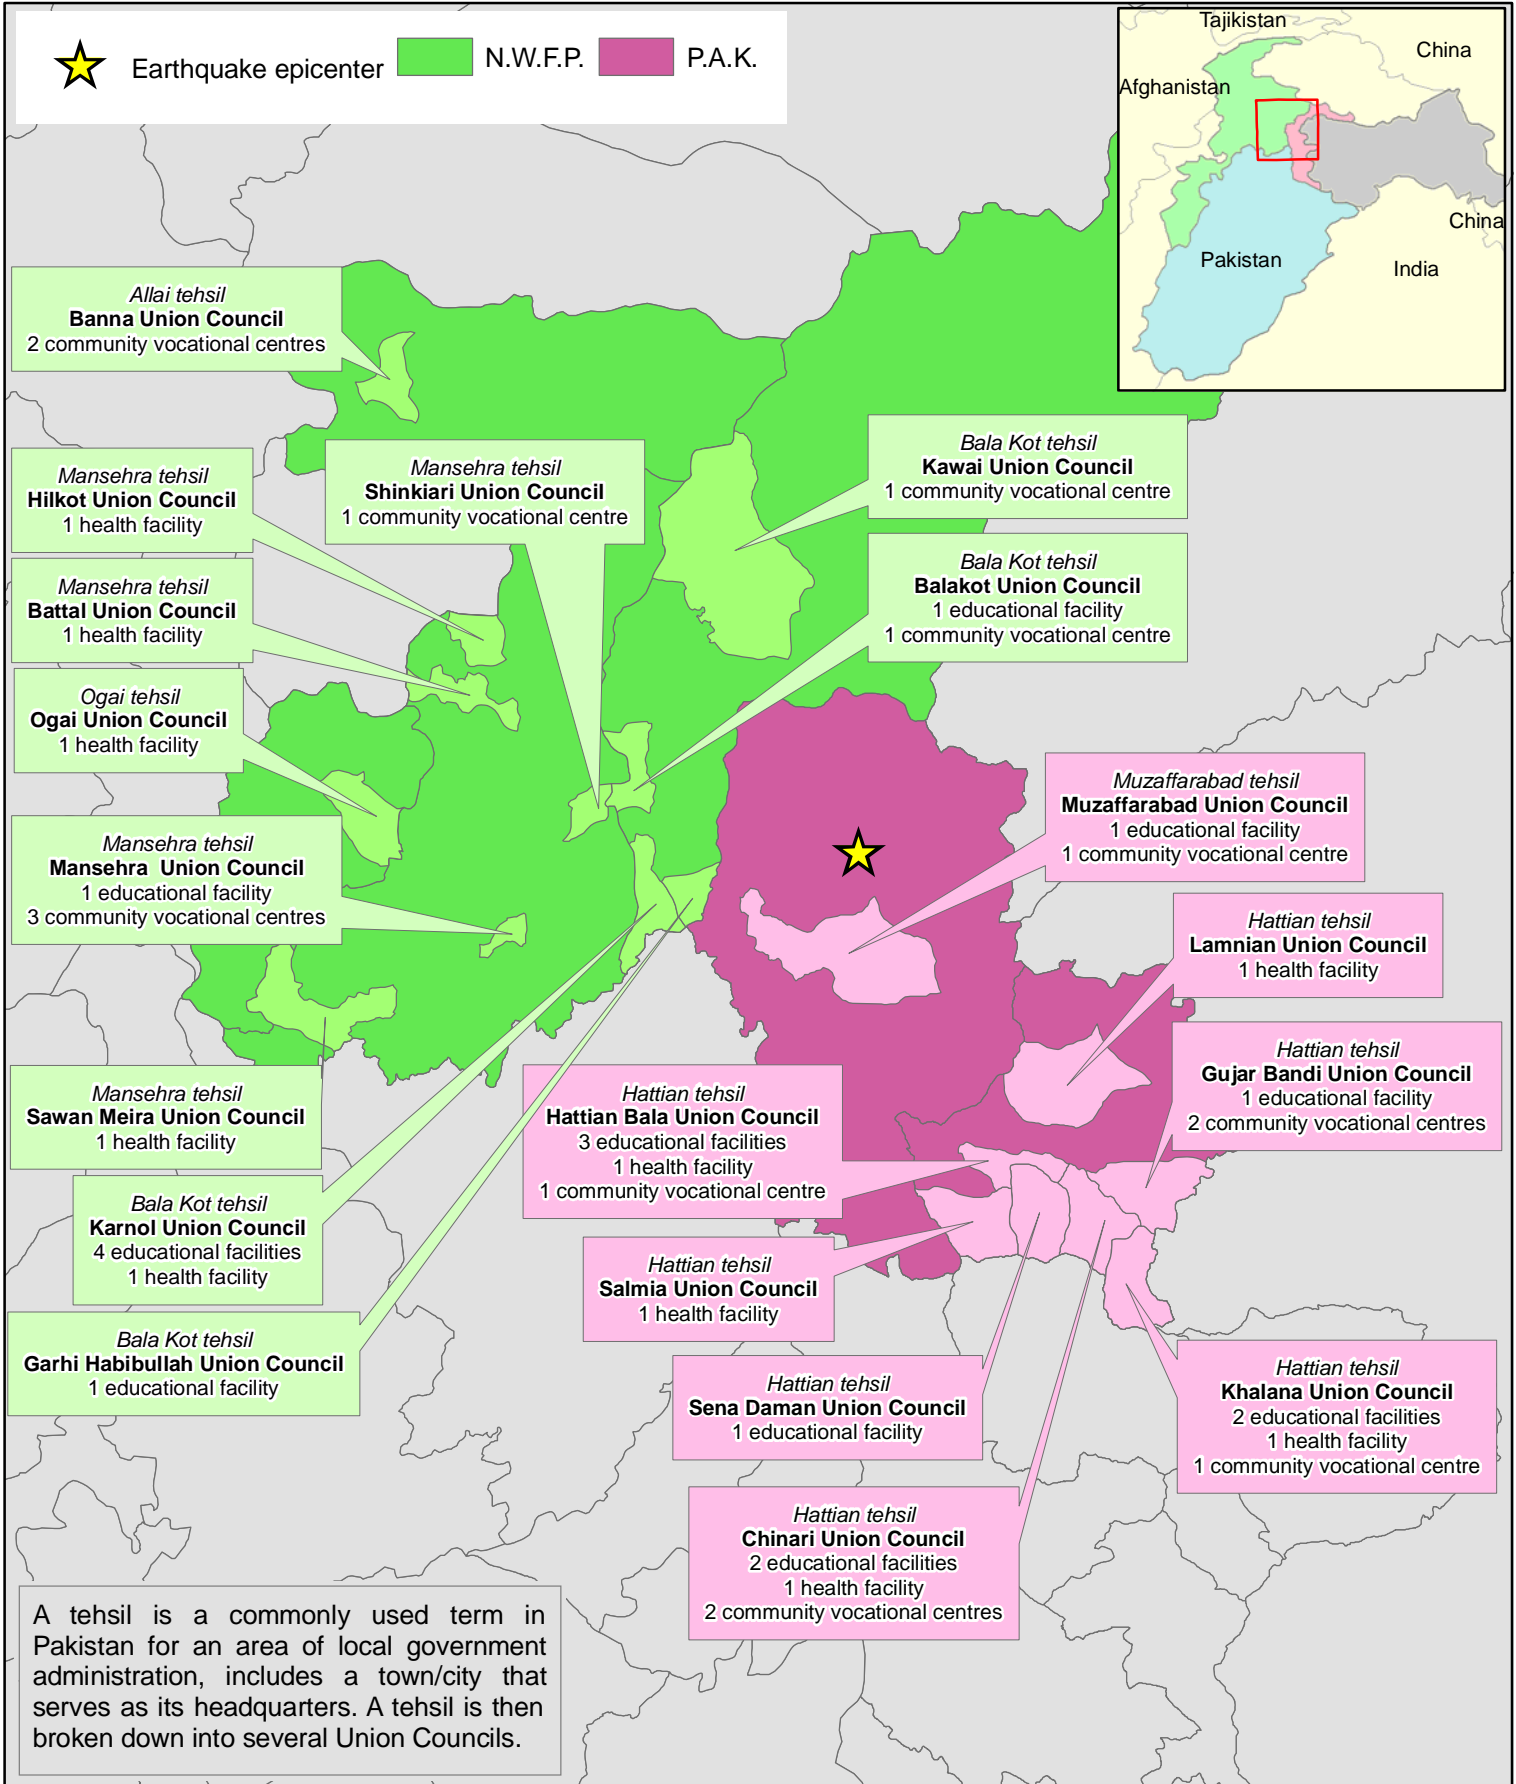 Earthquake epicenter
N.W.F.P.
P.A.K.
Tajikistan
China
Afghanistan
China
Pakistan
India
Allai tehsil
Banna Union Council
2 community vocational centres
Mansehra tehsil
Hilkot Union Council
1 health facility
Mansehra tehsil
Shinkiari Union Council
1 community vocational centre
Bala Kot tehsil
Kawai Union Council
1 community vocational centre
Mansehra tehsil
Battal Union Council
1 health facility
Bala Kot tehsil
Balakot Union Council
1 educational facility
1 community vocational centre
Ogai tehsil
Ogai Union Council
1 health facility
Muzaffarabad tehsil
Muzaffarabad Union Council
1 educational facility
1 community vocational centre
Mansehra tehsil
Mansehra  Union Council
1 educational facility
3 community vocational centres
Hattian tehsil
Lamnian Union Council
1 health facility
Hattian tehsil
Gujar Bandi Union Council
1 educational facility
2 community vocational centres
Mansehra tehsil
Sawan Meira Union Council
1 health facility
Hattian tehsil
Hattian Bala Union Council
3 educational facilities
1 health facility
1 community vocational centre
Bala Kot tehsil
Karnol Union Council
4 educational facilities
1 health facility
Hattian tehsil
Salmia Union Council
1 health facility
Bala Kot tehsil
Garhi Habibullah Union Council
1 educational facility
Hattian tehsil
Sena Daman Union Council
1 educational facility
Hattian tehsil
Khalana Union Council
2 educational facilities
1 health facility
1 community vocational centre
Hattian tehsil
Chinari Union Council
2 educational facilities
1 health facility
2 community vocational centres
A tehsil is a commonly used term in
Pakistan for an area of local government
administration, includes a town/city that
serves as its headquarters. A tehsil is then
broken down into several Union Councils.